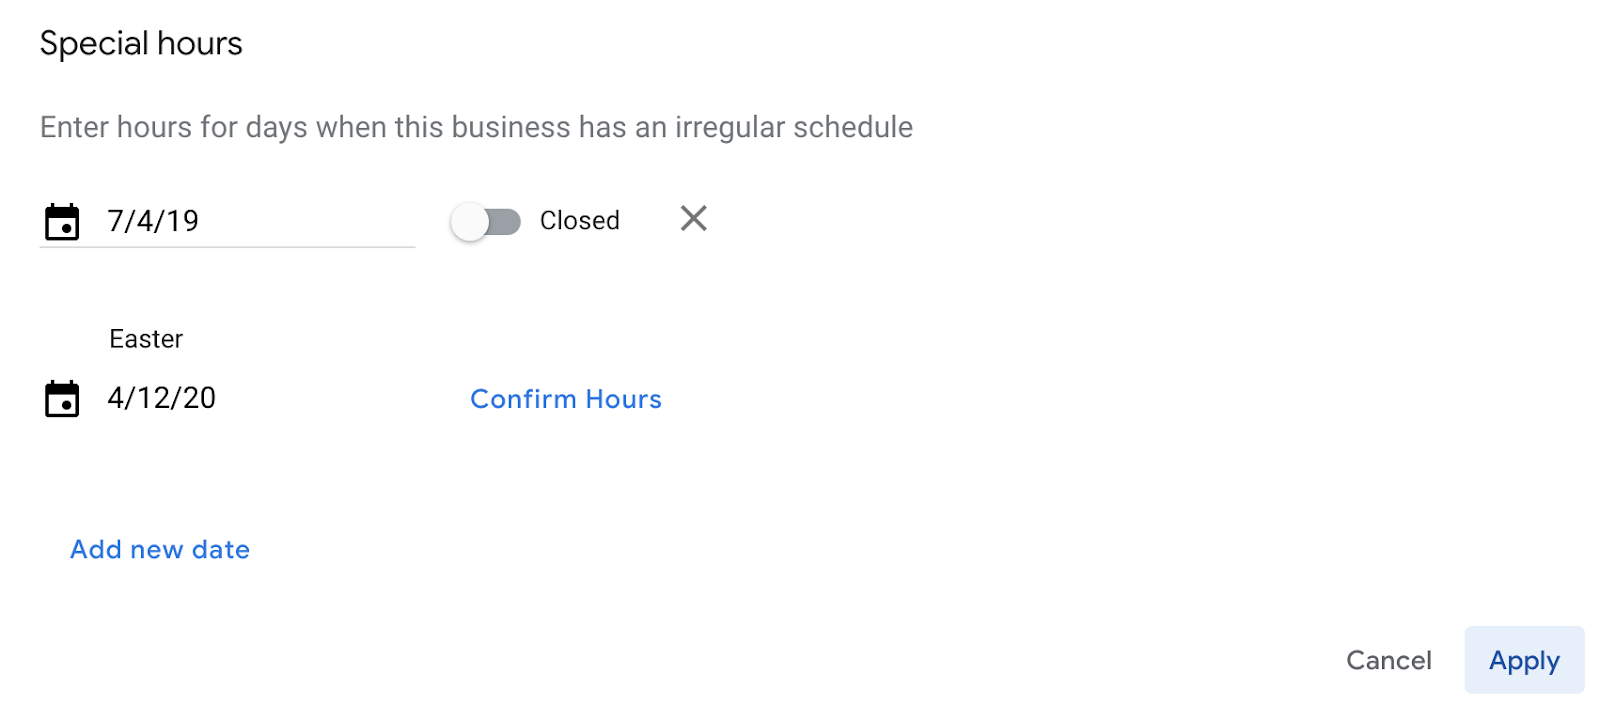 Special hours
Enter hours for days when this business has an irregular schedule
7/4/19 Closed
Easter
4/12/20 Confirm Hours
Add new date
Cancel Apply